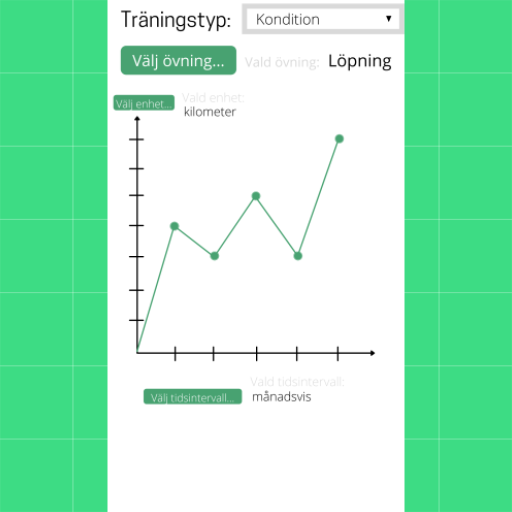 Träningstyp:
Kondition
Välj övning...
Vald övning:
Löpning
Välj enhet...
Vald enhet:
kilometer
Vald tidsintervall:
Välj tidsintervall...
månadsvis